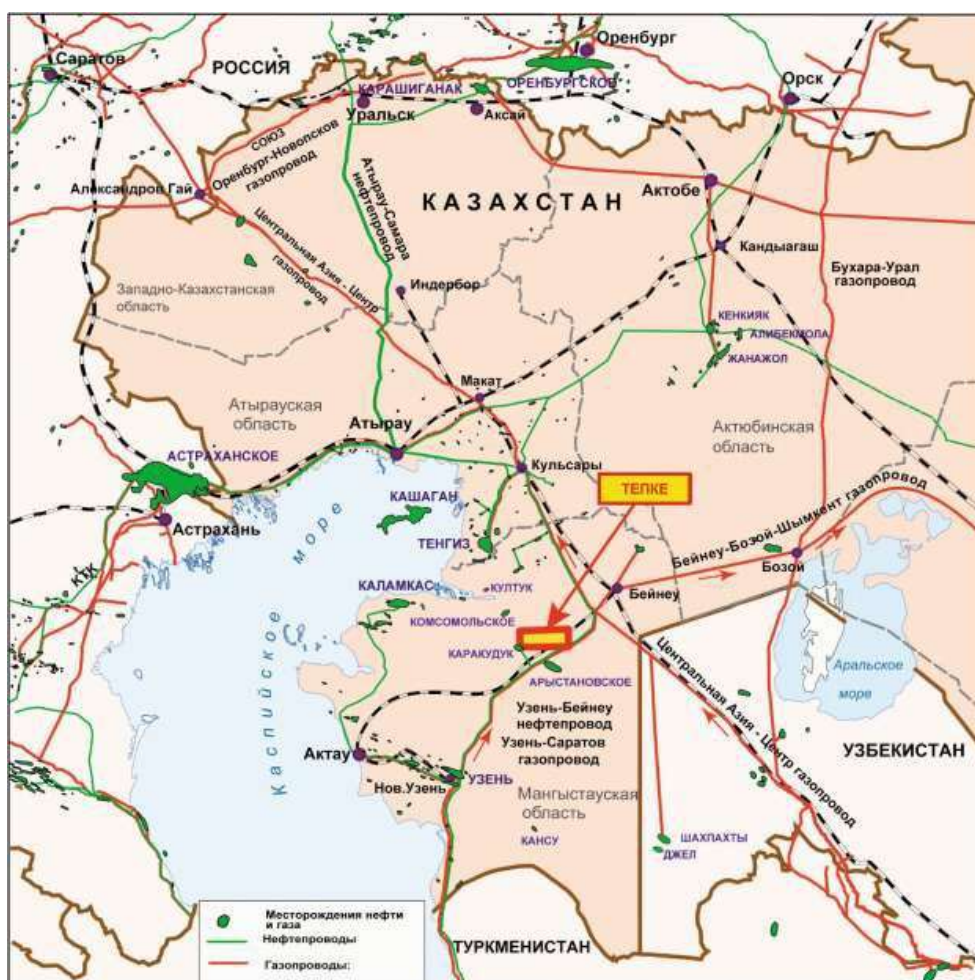 Оренбург
Саратов
РОССИЯ
Орск
КАРАШИГАНАК
ОРЕНБУРГСКОЕ
Уральск
Аксай
СОЮЗ
Оренбург-Новопсков
газопровод
Александров Гай
Атырау-Самара
нефтепровод
КАЗАХСТАН
Актобе
Центральная Азия - Центр
газопровод
Кандыагаш
Бухара-Урал
газопровод
Западно-Казахстанская
область
Индербор
КЕНКИЯК
АЛИБЕКМОЛА
ЖАНАЖОЛ
Макат
Атырауская
область
Атырау
Актюбинская
область
АСТРАХАНСКОЕ
Кульсары
ТЕПКЕ
КАШАГАН
Астрахань
ТЕНГИЗ
Бейнеу-Бозой-Шымкент газопровод
Бозой
КТК
КАЛАМКАС
КУЛТУК
Бейнеу
КОМСОМОЛЬСКОЕ
КАРАКУДУК
Каспийское море
АРЫСТАНОВСКОЕ
Аральское
море
Узень-Бейнеу
нефтепровод
Узень-Саратов
газопровод
Центральная Азия - Центр газопровод
УЗБЕКИСТАН
Актау
УЗЕНЬ
Нов.Узень
Мангыстауская
область
КАНСУ
ШАХПАХТЫ
ДЖЕЛ
Месторождения нефти
и газа
Нефтепроводы
Газопроводы:
ТУРКМЕНИСТАН